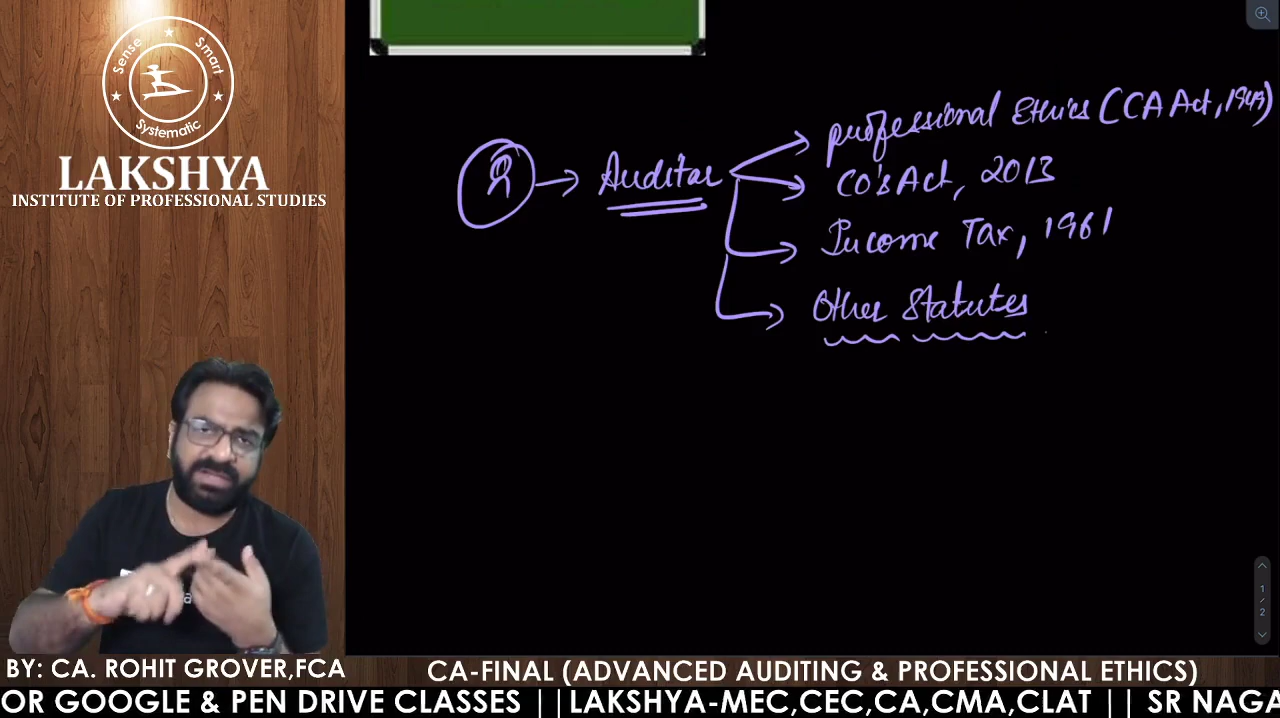 Sense Smart
Systematic
LAKSHYA
INSTITUTE OF PROFESSIONAL STUDIES
professional Ethics (CA Act, 1949)
Auditor
Co's Act, 2013
Income Tax, 1961
Other Statutes
1
/
2
BY: CA. ROHIT GROVER,FCA
CA-FINAL (ADVANCED AUDITING & PROFESSIONAL ETHICS)
OR GOOGLE & PEN DRIVE CLASSES ||LAKSHYA-MEC,CEC,CA,CMA,CLAT || SR NAGA